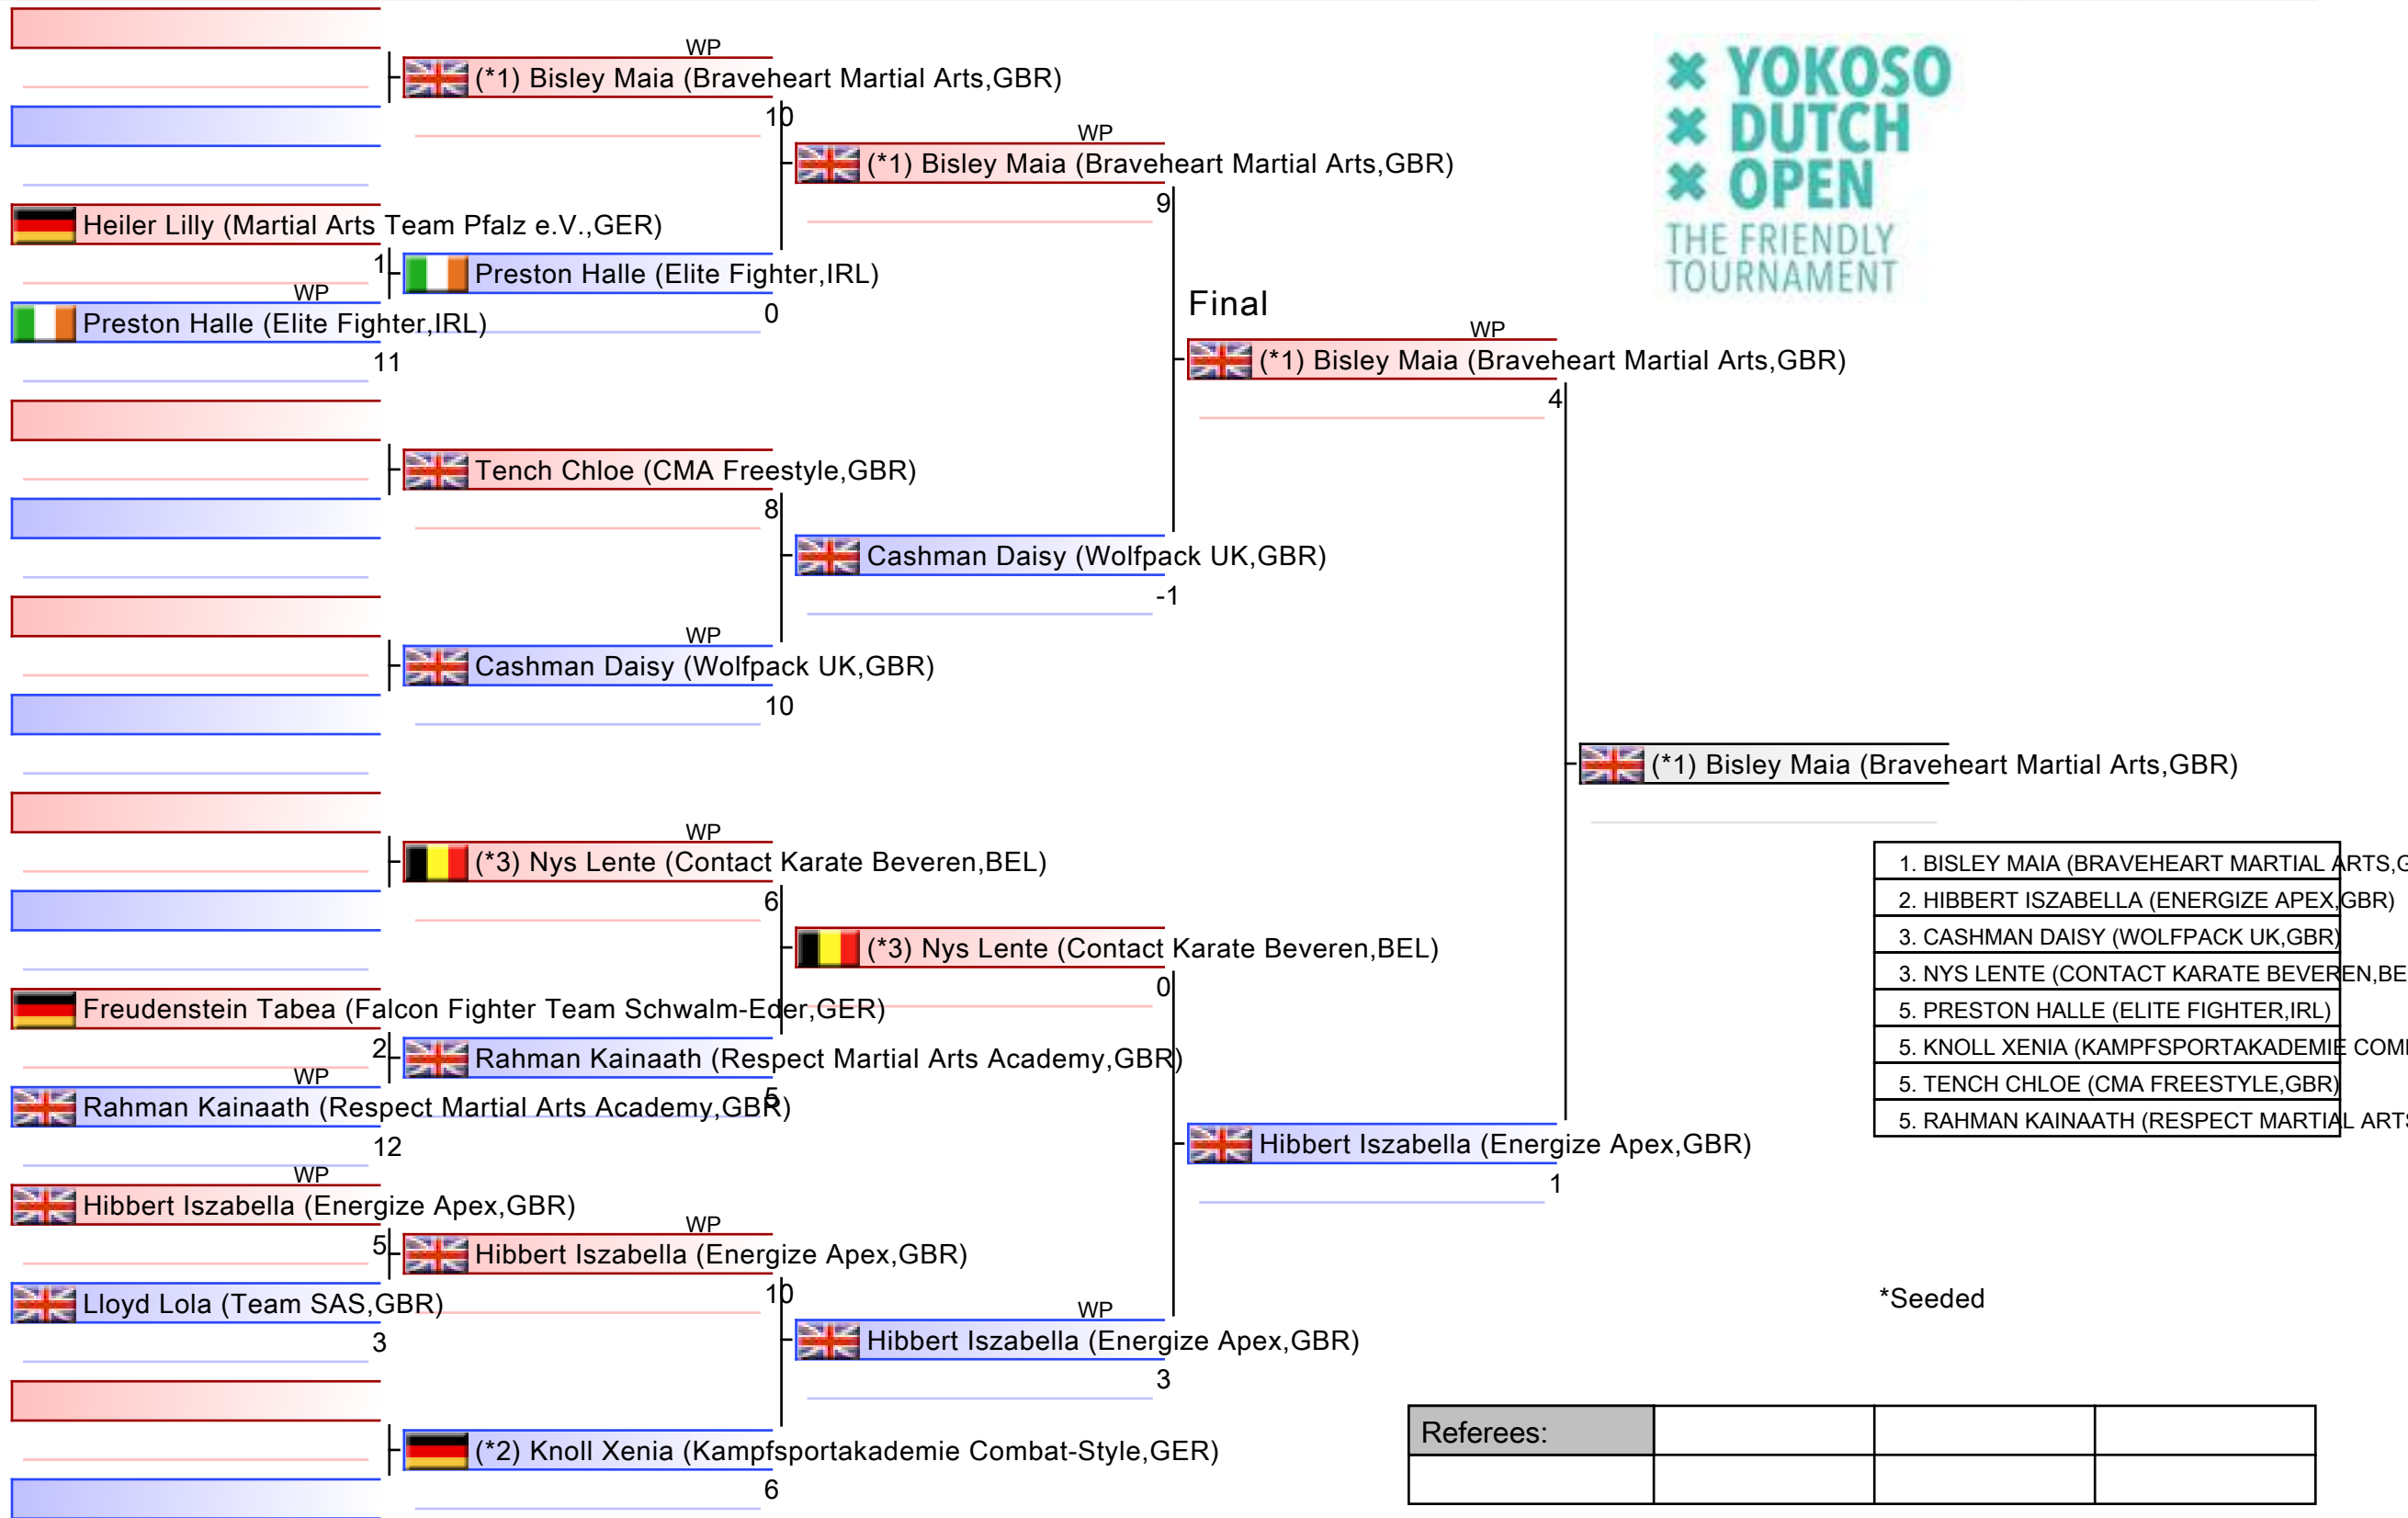 WP
(*1) Bisley Maia (Braveheart Martial Arts,GBR)
10
WP
(*1) Bisley Maia (Braveheart Martial Arts,GBR)
9
YOKOSO
DUTCH
OPEN
THE FRIENDLY
TOURNAMENT
Heiler Lilly (Martial Arts Team Pfalz e.V.,GER)
1
Preston Halle (Elite Fighter,IRL)
0
WP
Preston Halle (Elite Fighter,IRL)
11
Final
WP
(*1) Bisley Maia (Braveheart Martial Arts,GBR)
4
Tench Chloe (CMA Freestyle,GBR)
8
Cashman Daisy (Wolfpack UK,GBR)
-1
WP
Cashman Daisy (Wolfpack UK,GBR)
10
(*1) Bisley Maia (Braveheart Martial Arts,GBR)
WP
(*3) Nys Lente (Contact Karate Beveren,BEL)
6
(*3) Nys Lente (Contact Karate Beveren,BEL)
0
Freudenstein Tabea (Falcon Fighter Team Schwalm-Eder,GER)
2
Rahman Kainaath (Respect Martial Arts Academy,GBR)
5
WP
Rahman Kainaath (Respect Martial Arts Academy,GBR)
12
1. BISLEY MAIA (BRAVEHEART MARTIAL ARTS,G
2. HIBBERT ISZABELLA (ENERGIZE APEX,GBR)
3. CASHMAN DAISY (WOLFPACK UK,GBR)
3. NYS LENTE (CONTACT KARATE BEVEREN,BE
5. PRESTON HALLE (ELITE FIGHTER,IRL)
5. KNOLL XENIA (KAMPFSPORTAKADEMIE COM
5. TENCH CHLOE (CMA FREESTYLE,GBR)
5. RAHMAN KAINAATH (RESPECT MARTIAL ARTS
Hibbert Iszabella (Energize Apex,GBR)
1
WP
Hibbert Iszabella (Energize Apex,GBR)
5
WP
Hibbert Iszabella (Energize Apex,GBR)
10
Lloyd Lola (Team SAS,GBR)
3
WP
Hibbert Iszabella (Energize Apex,GBR)
3
*Seeded
(*2) Knoll Xenia (Kampfsportakademie Combat-Style,GER)
6
Referees: